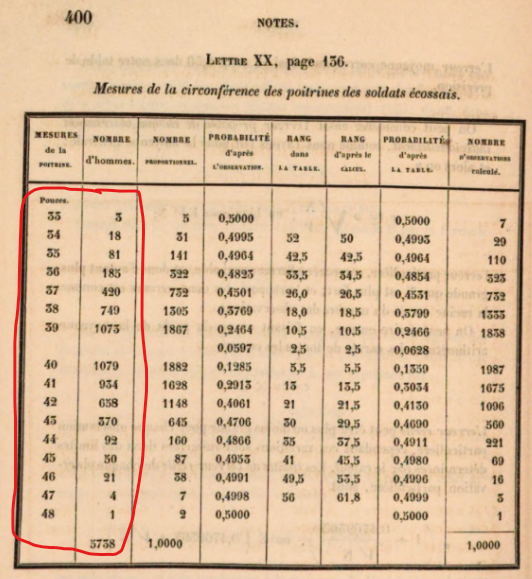 400
NOTES.
LETTRE XX, page 136.
Mesures de la circonférence des poitrines des soldats écossais.
MESURES de la POITRINE. | NOMBRE d'hommes. | NOMBRE PROPORTIONNEL. | PROBABILITÉ d'après L'OBSERVATION. | RANG dans LA TABLE. | RANG d'après le CALCUL. | PROBABILITÉ d'après LA TABLE. | NOMBRE D'OBSERVATIONS calculé.
Pouces.
33 3 5 0,5000 0,5000 7
34 18 31 0,4995 52 50 0,4993 29
35 81 141 0,4964 42,5 42,5 0,4964 110
36 185 322 0,4823 33,5 34,5 0,4854 323
37 420 732 0,4501 26,0 26,5 0,4531 732
38 749 1305 0,3769 18,0 18,5 0,3799 1333
39 1073 1867 0,2464 10,5 10,5 0,2466 1838
0,0597 2,5 2,5 0,0628
40 1079 1882 0,1285 5,5 5,5 0,1359 1987
41 934 1628 0,2913 13 13,5 0,3034 1675
42 658 1148 0,4061 21 21,5 0,4130 1096
43 370 645 0,4706 30 29,5 0,4690 560
44 92 160 0,4866 35 37,5 0,4911 221
45 50 87 0,4953 41 45,5 0,4980 69
46 21 38 0,4991 49,5 53,5 0,4996 16
47 4 7 0,4998 56 61,8 0,4999 3
48 1 2 0,5000 0,5000 1
5738 1,0000 1,0000